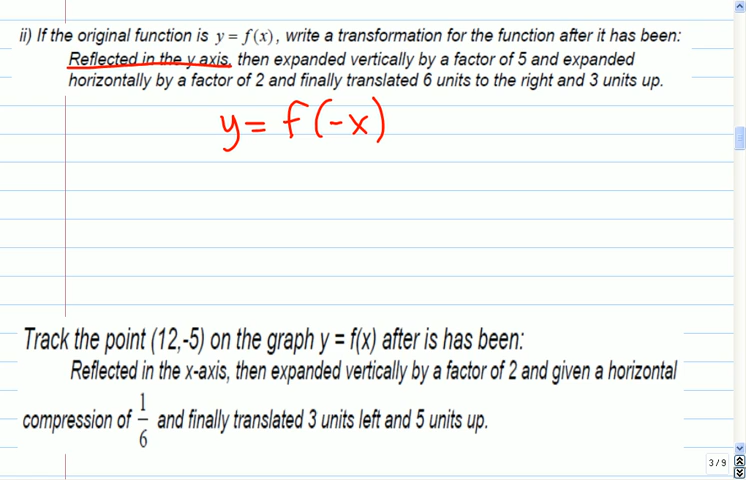 ii) If the original function is y = f(x), write a transformation for the function after it has been:
Reflected in the y axis, then expanded vertically by a factor of 5 and expanded
horizontally by a factor of 2 and finally translated 6 units to the right and 3 units up.
y = f(-x)
Track the point (12,-5) on the graph y = f(x) after is has been:
Reflected in the x-axis, then expanded vertically by a factor of 2 and given a horizontal
compression of 1/6 and finally translated 3 units left and 5 units up.
3 / 9